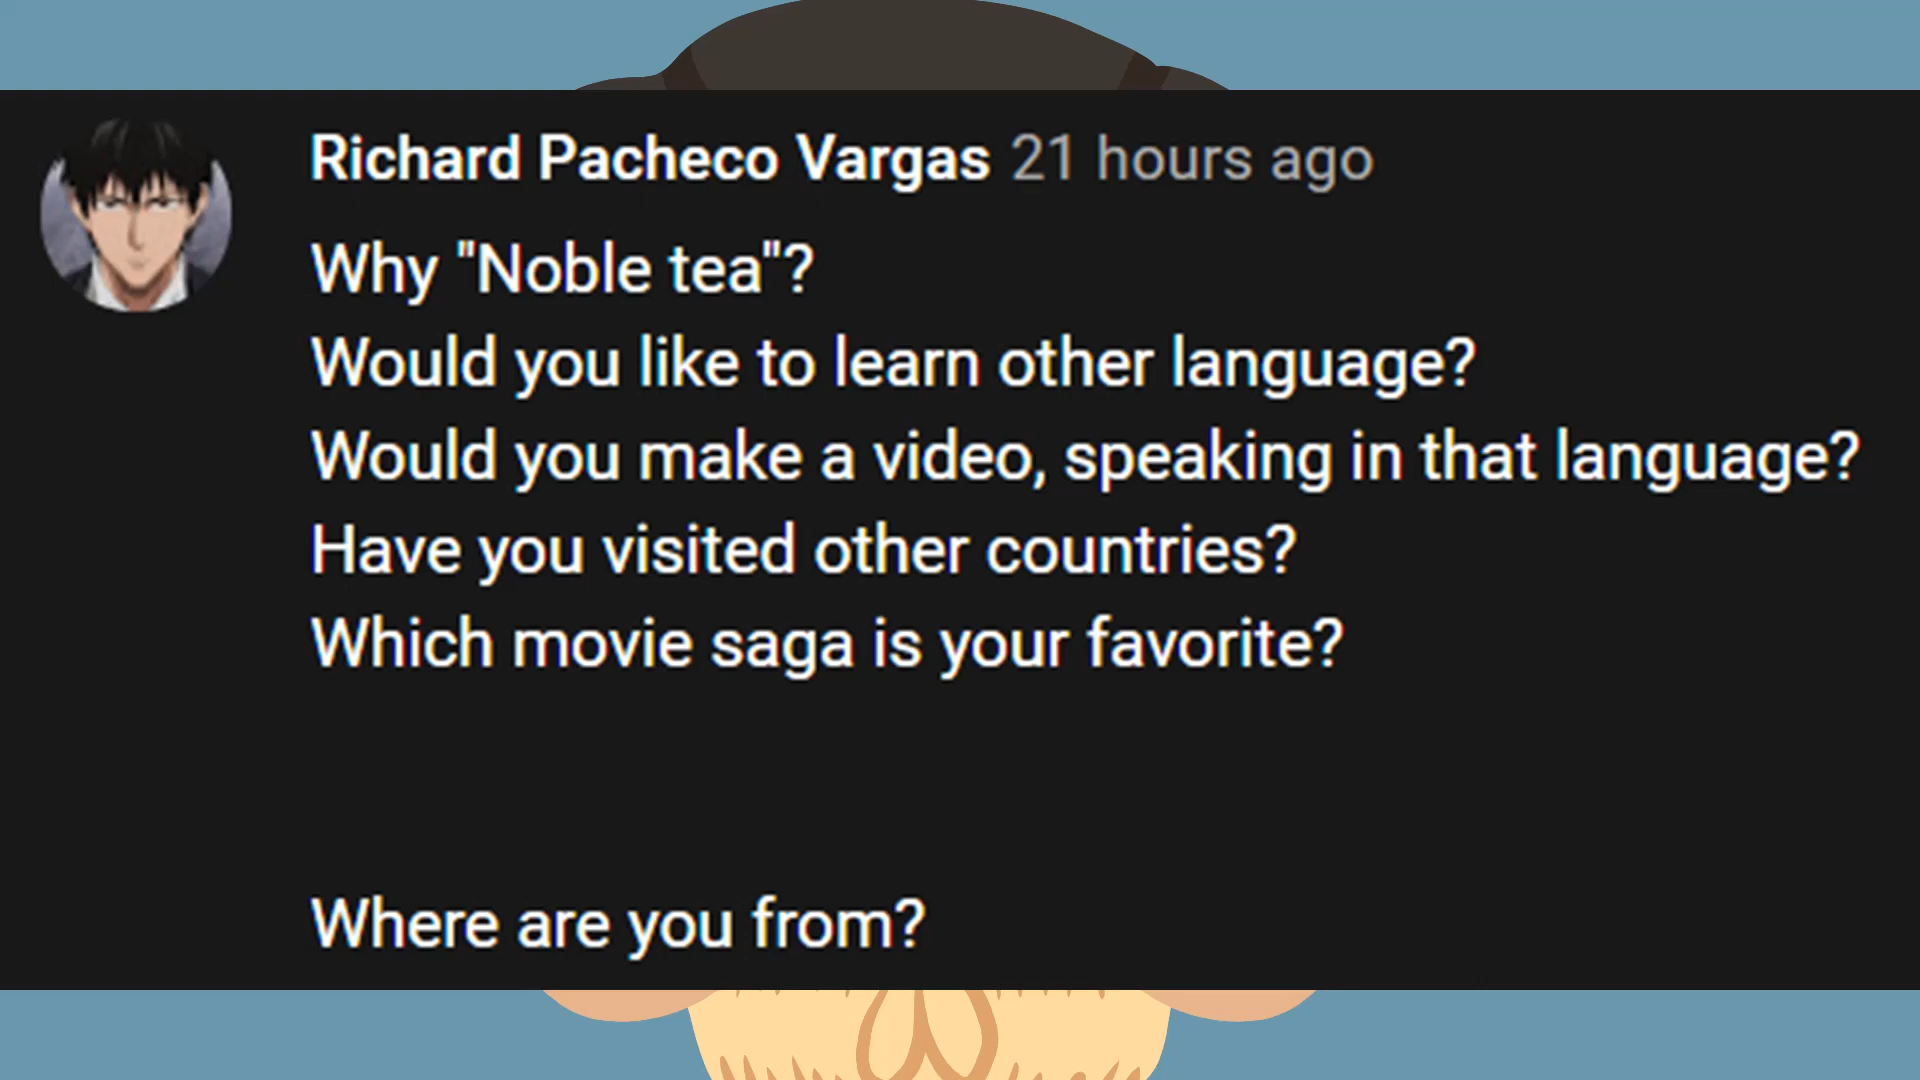 Richard Pacheco Vargas 21 hours ago
Why "Noble tea"?
Would you like to learn other language?
Would you make a video, speaking in that language?
Have you visited other countries?
Which movie saga is your favorite?
Where are you from?